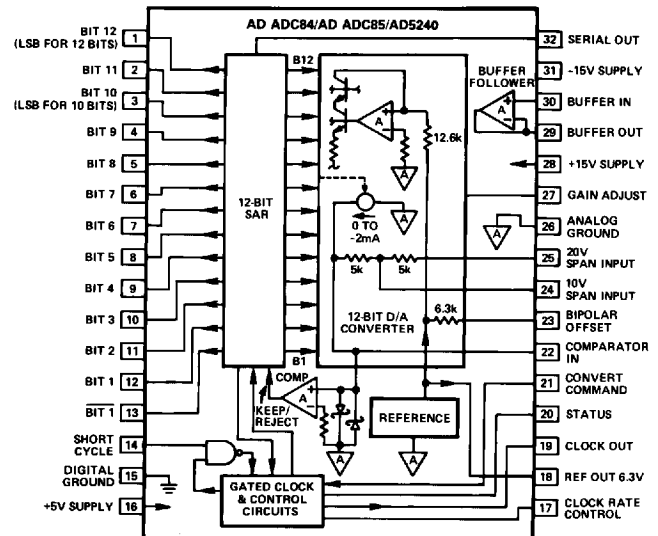 AD ADC84/AD ADC85/AD5240
BIT 12
(LSB FOR 12 BITS)
1
BIT 11
2
BIT 10
(LSB FOR 10 BITS)
3
BIT 9
4
BIT 8
5
BIT 7
6
BIT 6
7
BIT 5
8
BIT 4
9
BIT 3
10
BIT 2
11
BIT 1
12
BIT 1
13
SHORT
CYCLE
14
DIGITAL
GROUND
15
+5V SUPPLY
16
12-BIT
SAR
B12
B1
A
12.6k
A
A
0 TO
-2mA
5k
5k
6.3k
12-BIT D/A
CONVERTER
COMP
KEEP/
REJECT
A
A
REFERENCE
A
GATED CLOCK
& CONTROL
CIRCUITS
BUFFER
FOLLOWER
A
A
32
SERIAL OUT
31
-15V SUPPLY
30
BUFFER IN
29
BUFFER OUT
28
+15V SUPPLY
27
GAIN ADJUST
26
ANALOG
GROUND
25
20V
SPAN INPUT
24
10V
SPAN INPUT
23
BIPOLAR
OFFSET
22
COMPARATOR
IN
21
CONVERT
COMMAND
20
STATUS
19
CLOCK OUT
18
REF OUT 6.3V
17
CLOCK RATE
CONTROL